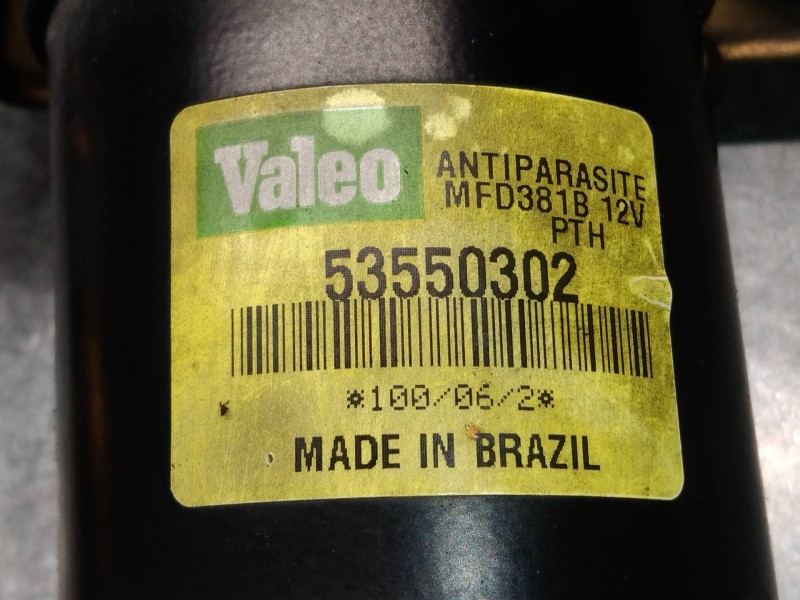 Valeo
ANTIPARASITE
MFD381B 12V
PTH
53550302
*100/06/2*
MADE IN BRAZIL